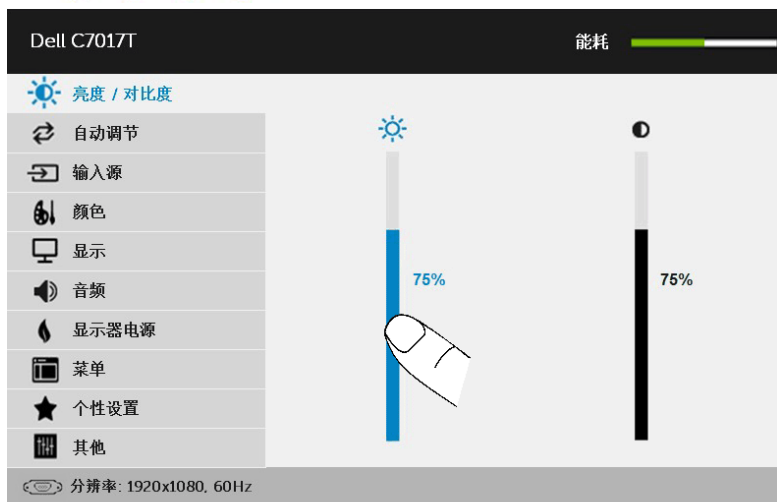 Dell C7017T
能耗
亮度 / 对比度
自动调节
输入源
颜色
显示
音频
显示器电源
菜单
个性设置
其他
75%
75%
分辨率: 1920x1080, 60Hz